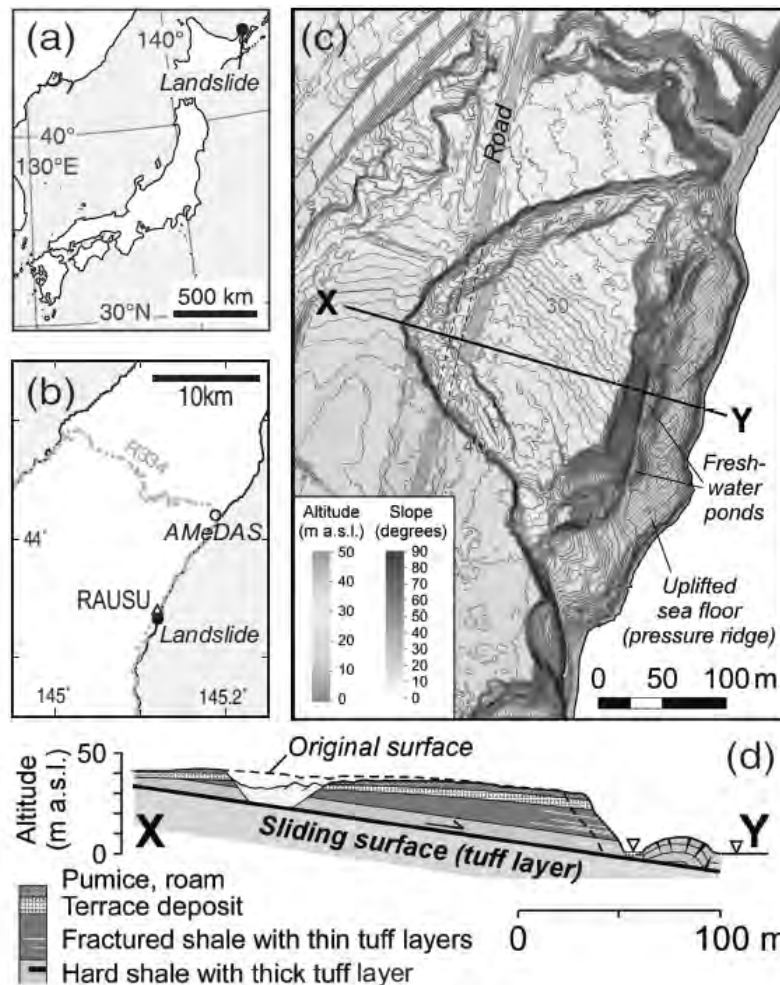 (a)
140°
Landslide
40°
130°E
30°N
500 km
(b)
10km
R334
44°
AMeDAS
RAUSU
Landslide
145°
145.2°
(c)
Road
30
X
Y
40
Fresh-
water
ponds
Altitude
(m a.s.l.)
50
40
30
20
10
0
Slope
(degrees)
90
80
70
60
50
40
30
20
10
0
Uplifted
sea floor
(pressure ridge)
0
50
100 m
(d)
Altitude
(m a.s.l.)
50
0
Original surface
X
Y
Sliding surface (tuff layer)
Pumice, roam
Terrace deposit
Fractured shale with thin tuff layers
Hard shale with thick tuff layer
0
100 m